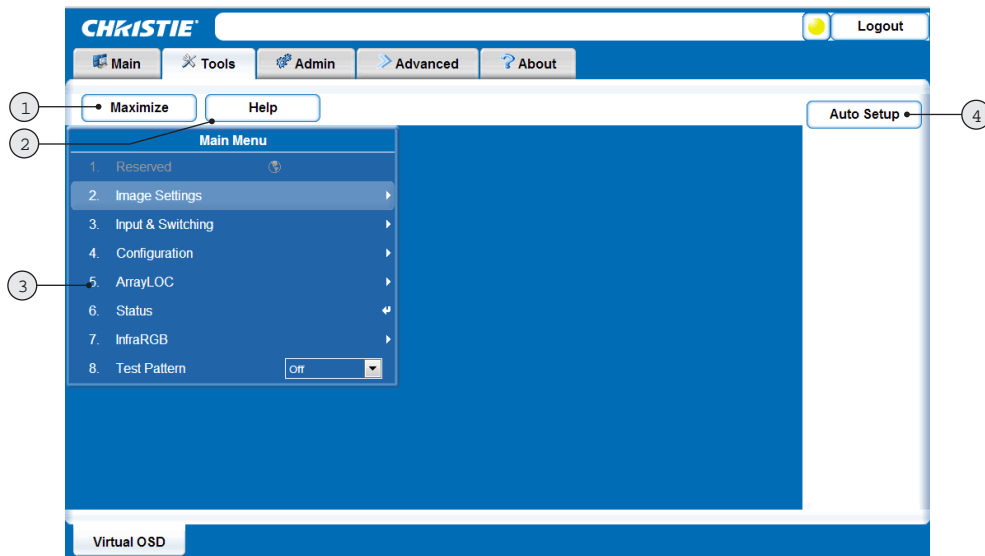 CHRISTIE
Logout
Main
Tools
Admin
Advanced
About
1
Maximize
Help
Auto Setup
4
2
Main Menu
1. Reserved
2. Image Settings
3. Input & Switching
4. Configuration
3
5. ArrayLOC
6. Status
7. InfraRGB
8. Test Pattern Off
Virtual OSD